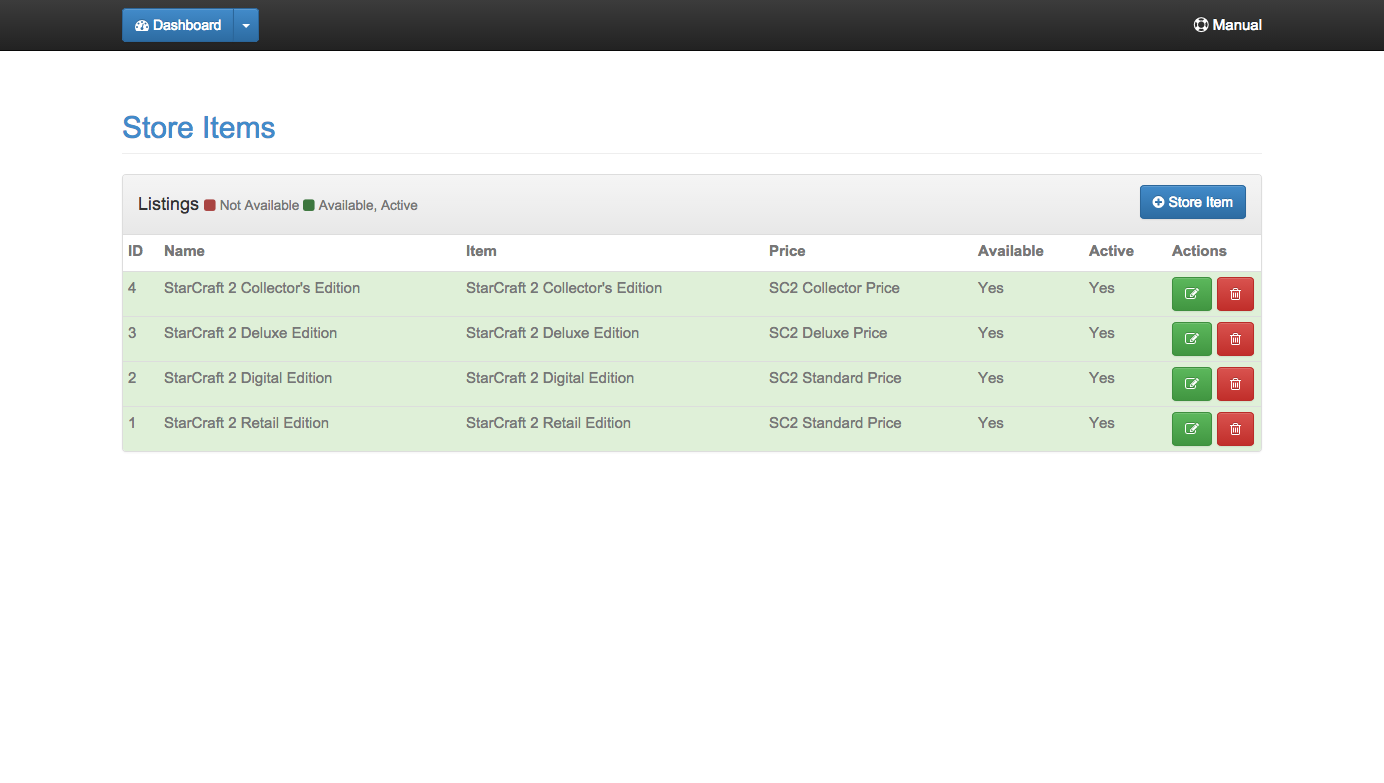 Dashboard Manual
Store Items
Listings Not Available Available, Active Store Item
ID Name Item Price Available Active Actions
4 StarCraft 2 Collector's Edition StarCraft 2 Collector's Edition SC2 Collector Price Yes Yes
3 StarCraft 2 Deluxe Edition StarCraft 2 Deluxe Edition SC2 Deluxe Price Yes Yes
2 StarCraft 2 Digital Edition StarCraft 2 Digital Edition SC2 Standard Price Yes Yes
1 StarCraft 2 Retail Edition StarCraft 2 Retail Edition SC2 Standard Price Yes Yes